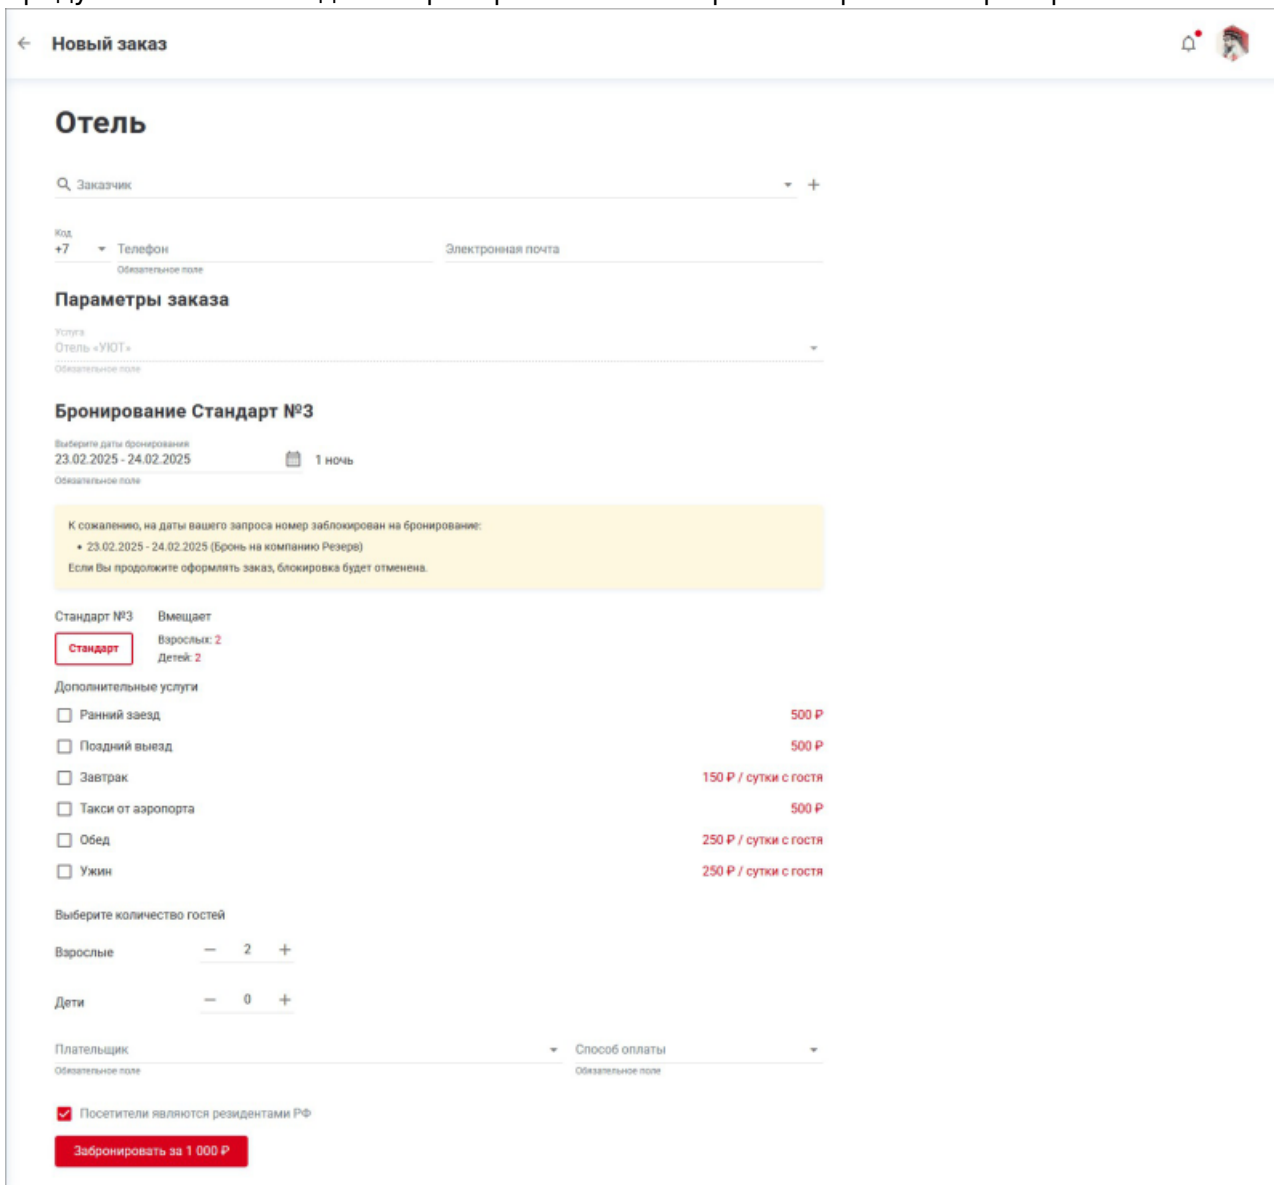 Новый заказ
Отель
Заказчик
Код
+7
Телефон
Электронная почта
Обязательное поле
Параметры заказа
Услуга
Отель «УЮТ»
Обязательное поле
Бронирование Стандарт №3
Выберите даты бронирования
23.02.2025 - 24.02.2025
1 ночь
Обязательное поле
К сожалению, на даты вашего запроса номер заблокирован на бронирование:
• 23.02.2025 - 24.02.2025 (Бронь на компанию Резерв)
Если Вы продолжите оформлять заказ, блокировка будет отменена.
Стандарт №3 Вмещает
Стандарт
Взрослых: 2
Детей: 2
Дополнительные услуги
Ранний заезд 500 ₽
Поздний выезд 500 ₽
Завтрак 150 ₽ / сутки с гостя
Такси от аэропорта 500 ₽
Обед 250 ₽ / сутки с гостя
Ужин 250 ₽ / сутки с гостя
Выберите количество гостей
Взрослые — 2 +
Дети — 0 +
Плательщик Способ оплаты
Обязательное поле Обязательное поле
Посетители являются резидентами РФ
Забронировать за 1 000 ₽